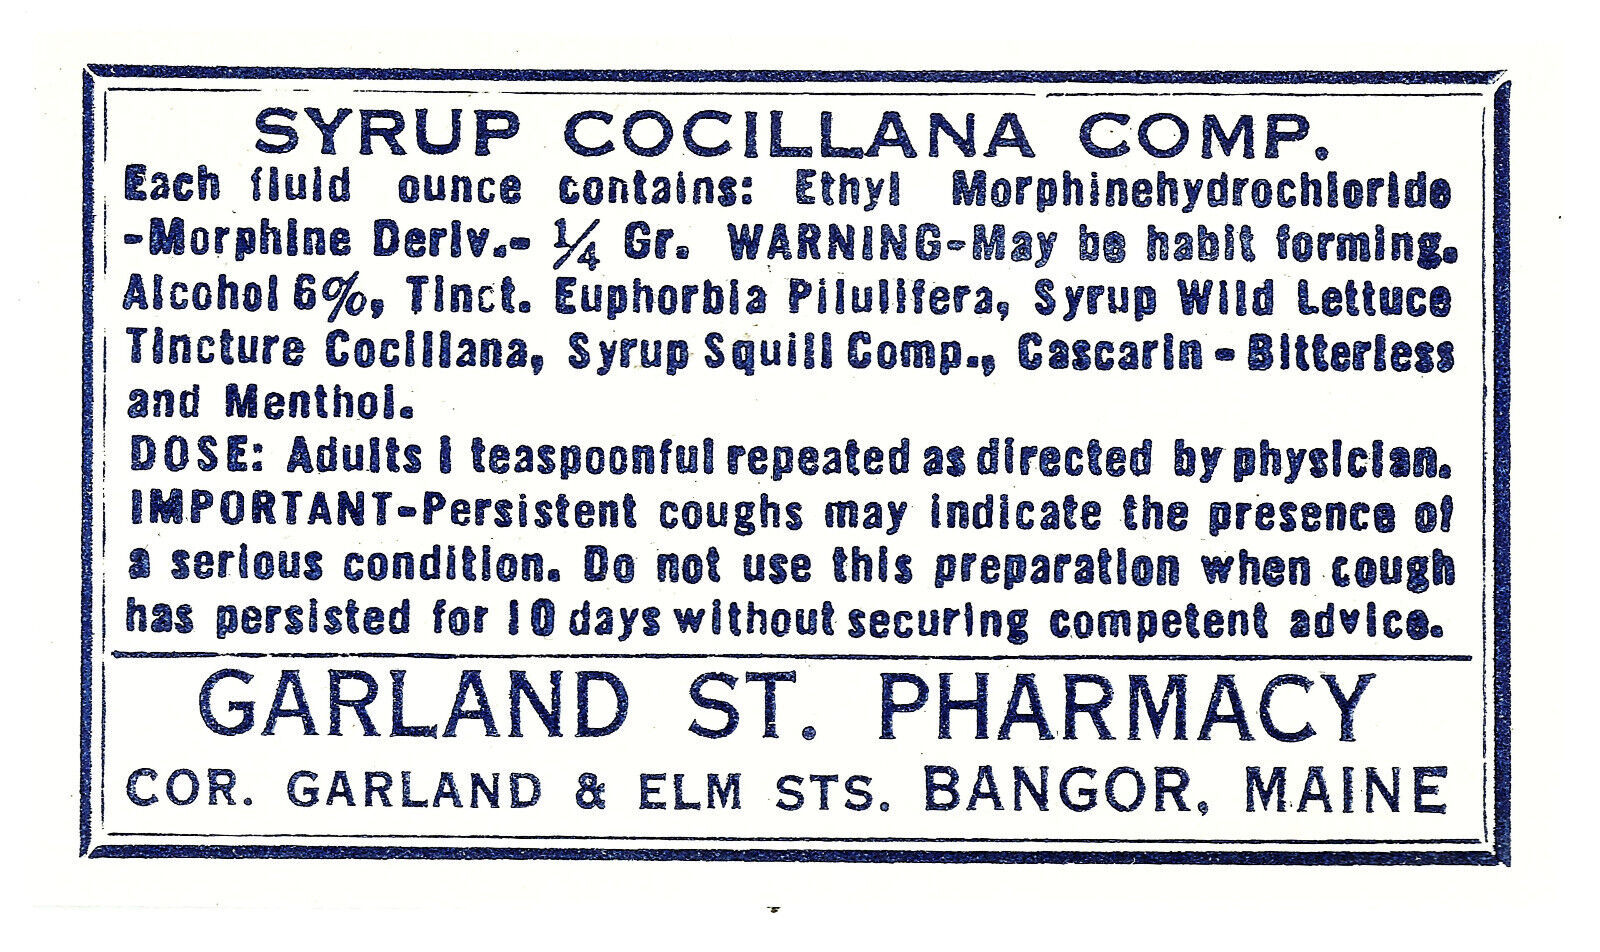 SYRUP COCILLANA COMP.
Each fluid ounce contains: Ethyl Morphinehydrochloride
-Morphine Deriv.- 1/4 Gr. WARNING-May be habit forming.
Alcohol 6%, Tinct. Euphorbia Pilulifera, Syrup Wild Lettuce
Tincture Cocillana, Syrup Squill Comp., Cascarin - Bitterless
and Menthol.
DOSE: Adults 1 teaspoonful repeated as directed by physician.
IMPORTANT-Persistent coughs may indicate the presence of
a serious condition. Do not use this preparation when cough
has persisted for 10 days without securing competent advice.
GARLAND ST. PHARMACY
COR. GARLAND & ELM STS. BANGOR, MAINE